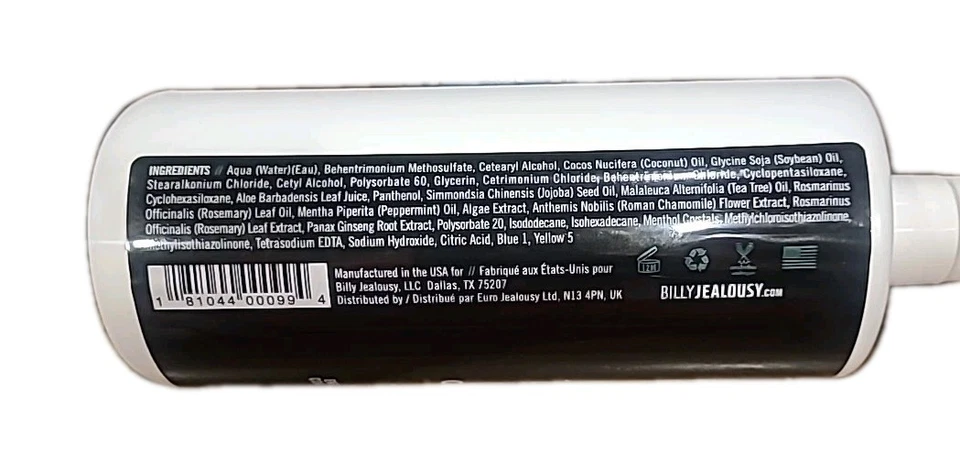 INGREDIENTS // Aqua (Water)(Eau), Behentrimonium Methosulfate, Cetearyl Alcohol, Cocos Nucifera (Coconut) Oil, Glycine Soja (Soybean) Oil,
Stearalkonium Chloride, Cetyl Alcohol, Polysorbate 60, Glycerin, Cetrimonium Chloride, Behentrimonium Chloride, Cyclopentasiloxane,
Cyclohexasiloxane, Aloe Barbadensis Leaf Juice, Panthenol, Simmondsia Chinensis (Jojoba) Seed Oil, Malaleuca Alternifolia (Tea Tree) Oil, Rosmarinus
Officinalis (Rosemary) Leaf Oil, Mentha Piperita (Peppermint) Oil, Algae Extract, Anthemis Nobilis (Roman Chamomile) Flower Extract, Rosmarinus
Officinalis (Rosemary) Leaf Extract, Panax Ginseng Root Extract, Polysorbate 20, Isododecane, Isohexadecane, Menthol Crystals, Methylchloroisothiazolinone,
Methylisothiazolinone, Tetrasodium EDTA, Sodium Hydroxide, Citric Acid, Blue 1, Yellow 5
Manufactured in the USA for // Fabriqué aux États-Unis pour
Billy Jealousy, LLC Dallas, TX 75207
Distributed by / Distribué par Euro Jealousy Ltd, N13 4PN, UK
1 81044 00099 4
12M
BILLYJEALOUSY.COM